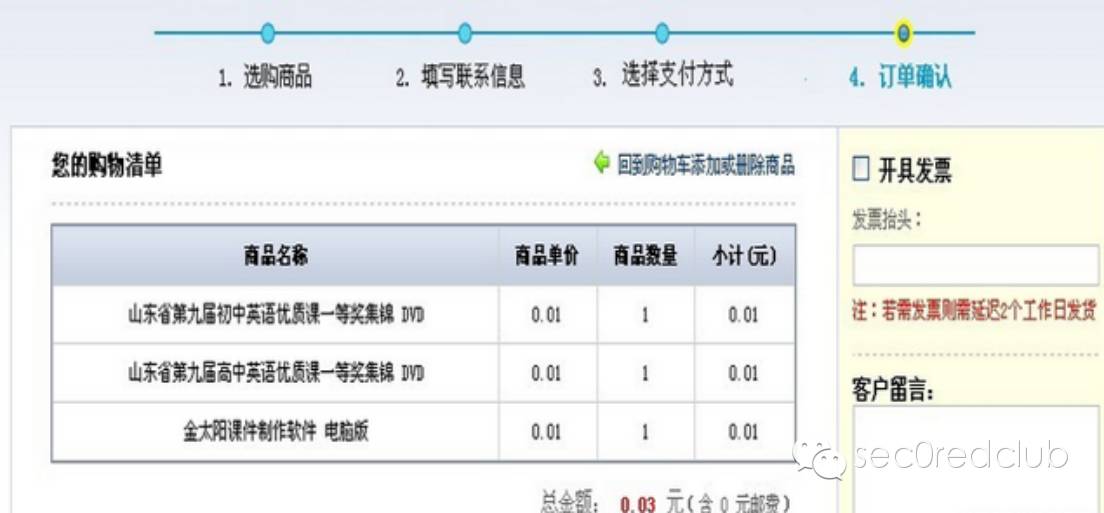 1. 选购商品 2. 填写联系信息 3. 选择支付方式 4. 订单确认
您的购物清单 回到购物车添加或删除商品
商品名称 商品单价 商品数量 小计(元)
山东省第九届初中英语优质课一等奖集锦 DVD 0.01 1 0.01
山东省第九届高中英语优质课一等奖集锦 DVD 0.01 1 0.01
金太阳课件制作软件 电脑版 0.01 1 0.01
总金额: 0.03 元(含 0 元邮费)
开具发票
发票抬头:
注:若需发票则需延迟2个工作日发货
客户留言:
sec0redclub